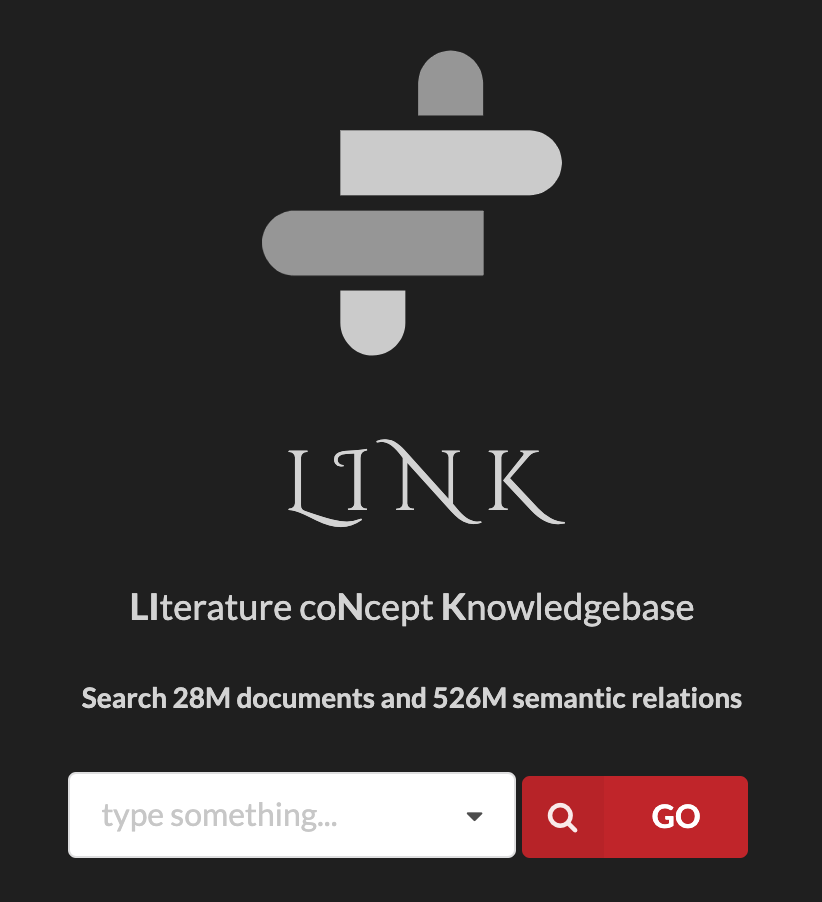 LINK
LIterature coNcept Knowledgebase
Search 28M documents and 526M semantic relations
type something...
GO